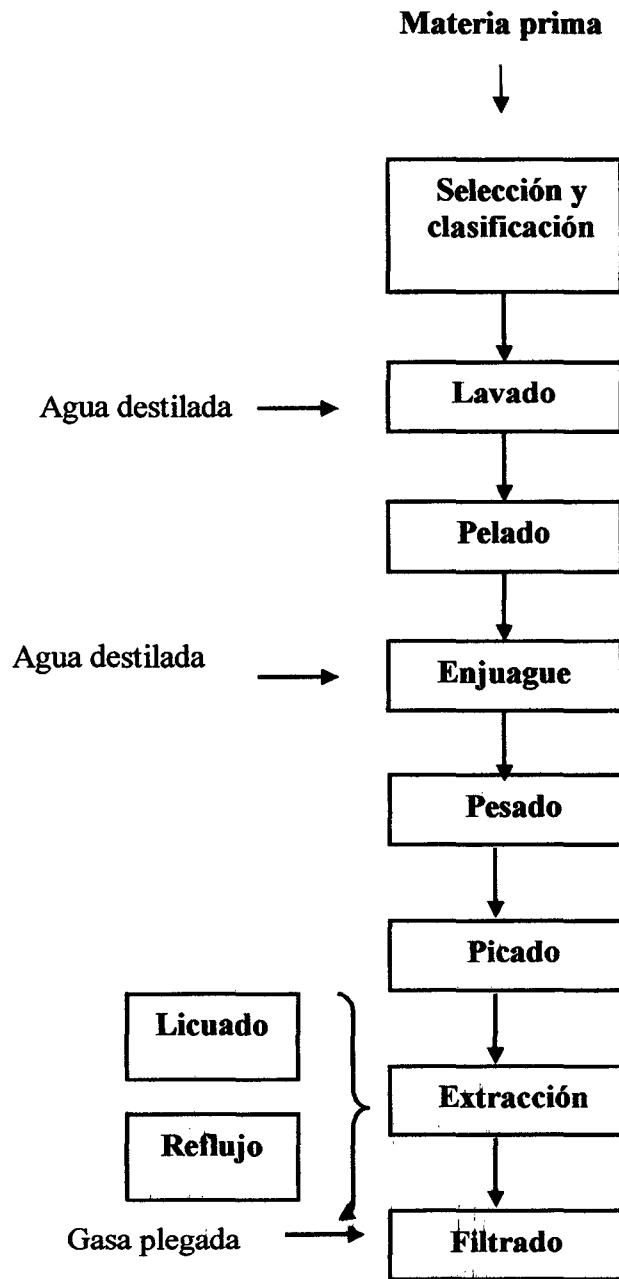 Materia prima
Selección y
clasificación
Agua destilada
Lavado
Pelado
Agua destilada
Enjuague
Pesado
Picado
Licuado
Extracción
Reflujo
Gasa plegada
Filtrado